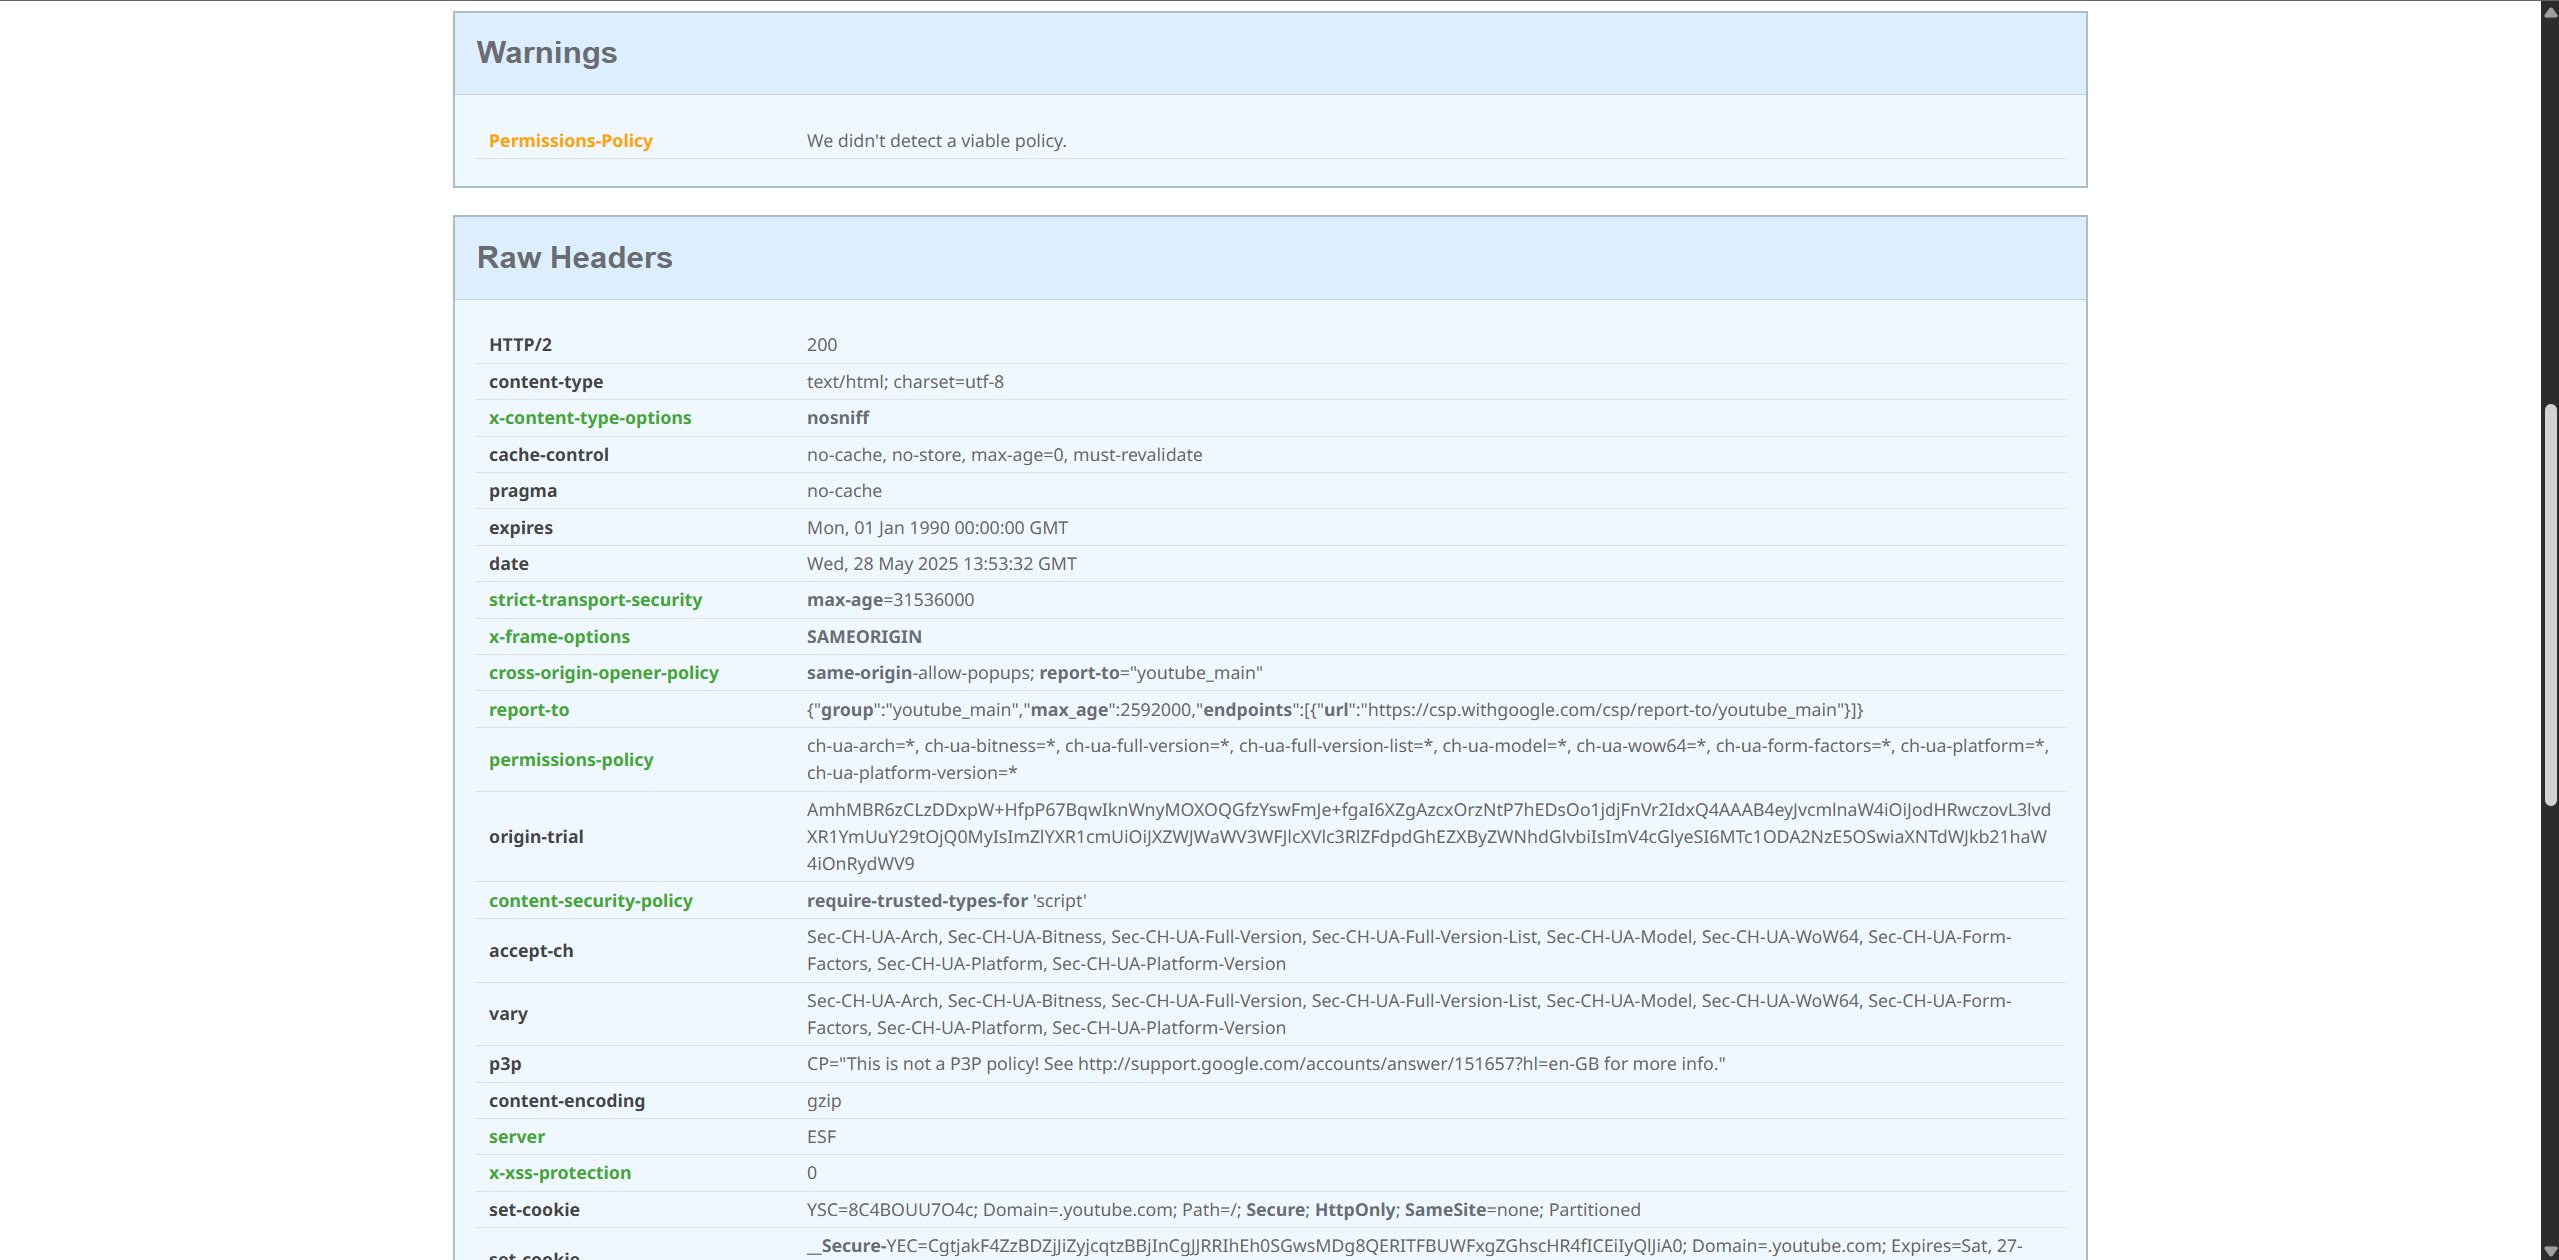 Warnings
Permissions-Policy We didn't detect a viable policy.
Raw Headers
HTTP/2 200
content-type text/html; charset=utf-8
x-content-type-options nosniff
cache-control no-cache, no-store, max-age=0, must-revalidate
pragma no-cache
expires Mon, 01 Jan 1990 00:00:00 GMT
date Wed, 28 May 2025 13:53:32 GMT
strict-transport-security max-age=31536000
x-frame-options SAMEORIGIN
cross-origin-opener-policy same-origin-allow-popups; report-to="youtube_main"
report-to {"group":"youtube_main","max_age":2592000,"endpoints":[{"url":"https://csp.withgoogle.com/csp/report-to/youtube_main"}]}
permissions-policy ch-ua-arch=*, ch-ua-bitness=*, ch-ua-full-version=*, ch-ua-full-version-list=*, ch-ua-model=*, ch-ua-wow64=*, ch-ua-form-factors=*, ch-ua-platform=*,
ch-ua-platform-version=*
origin-trial AmhMBR6zCLzDDxpW+HfpP67BqwIknWnyMOXOQGfzYswFmJe+fgaI6XZgAzcxOrzNtP7hEDsOo1jdjFnVr2IdxQ4AAAB4eyJvcmlnaW4iOiJodHRwczovL3lvd
XR1YmUuY29tOjQ0MyIsImZlYXR1cmUiOiJXZWJWaWV3WFJlcXVlc3RlZFdpdGhEZXByZWNhdGlvbiIsImV4cGlyeSI6MTc1ODA2NzE5OSwiaXNTdWJkb21haW
4iOnRydWV9
content-security-policy require-trusted-types-for 'script'
accept-ch Sec-CH-UA-Arch, Sec-CH-UA-Bitness, Sec-CH-UA-Full-Version, Sec-CH-UA-Full-Version-List, Sec-CH-UA-Model, Sec-CH-UA-WoW64, Sec-CH-UA-Form-
Factors, Sec-CH-UA-Platform, Sec-CH-UA-Platform-Version
vary Sec-CH-UA-Arch, Sec-CH-UA-Bitness, Sec-CH-UA-Full-Version, Sec-CH-UA-Full-Version-List, Sec-CH-UA-Model, Sec-CH-UA-WoW64, Sec-CH-UA-Form-
Factors, Sec-CH-UA-Platform, Sec-CH-UA-Platform-Version
p3p CP="This is not a P3P policy! See http://support.google.com/accounts/answer/151657?hl=en-GB for more info."
content-encoding gzip
server ESF
x-xss-protection 0
set-cookie YSC=8C4BOUU7O4c; Domain=.youtube.com; Path=/; Secure; HttpOnly; SameSite=none; Partitioned
set-cookie __Secure-YEC=CgtjakF4ZzBDZjJiZyjcqtzBBjInCgJJRRIhEh0SGwsMDg8QERITFBUWFxgZGhscHR4fICEiIyQlJiA0; Domain=.youtube.com; Expires=Sat, 27-